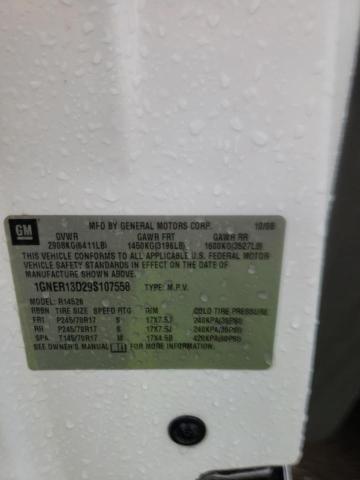 GM
MFD BY GENERAL MOTORS CORP. 10/08
GVWR GAWR FRT GAWR RR
2908KG(6411LB) 1450KG(3196LB) 1600KG(3527LB)
THIS VEHICLE CONFORMS TO ALL APPLICABLE U.S. FEDERAL MOTOR
VEHICLE SAFETY STANDARDS IN EFFECT ON THE DATE OF
MANUFACTURE SHOWN ABOVE.
1GNER13D29S107558 TYPE: M.P.V.
MODEL: R14526
TIRE SIZE SPEED RTG RIM COLD TIRE PRESSURE
FRT P245/70R17 S 17X7.5J 240KPA(35PSI)
RR P245/70R17 S 17X7.5J 240KPA(35PSI)
SPA T145/70R17 M 17X4.5B 420KPA(60PSI)
SEE OWNER'S MANUAL FOR MORE INFORMATION.